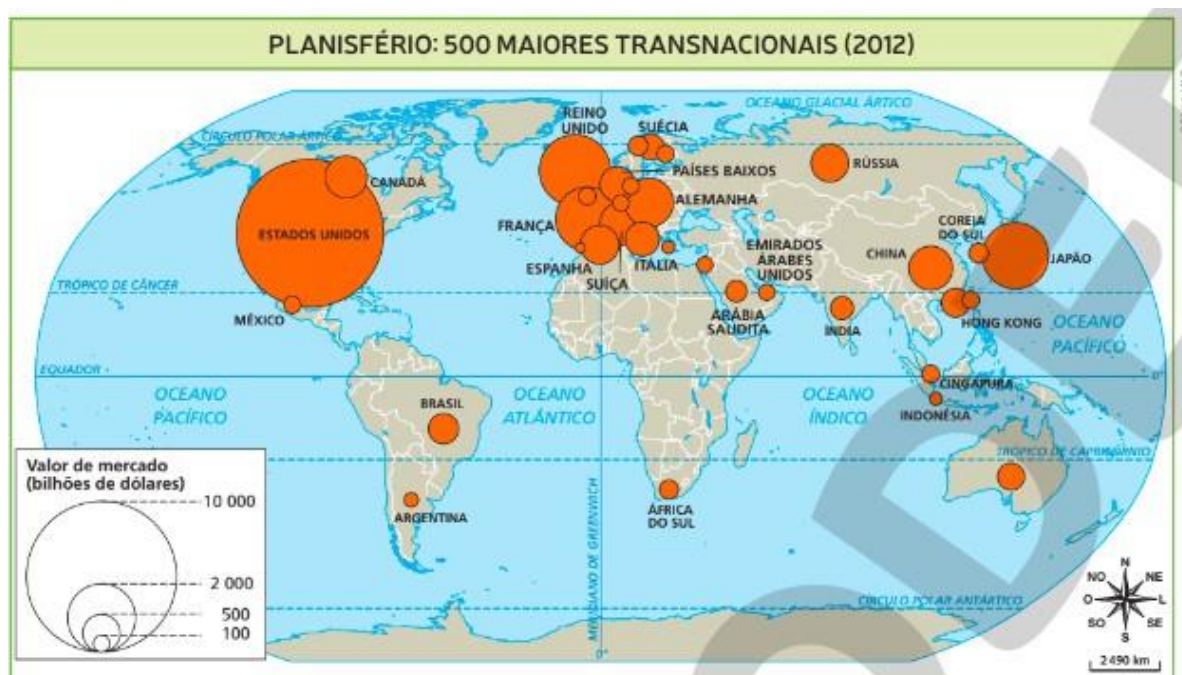 PLANISFÉRIO: 500 MAIORES TRANSNACIONAIS (2012)
OCEANO GLACIAL ÁRTICO
CÍRCULO POLAR ÁRTICO
REINO
UNIDO
SUÉCIA
PAÍSES BAIXOS
RÚSSIA
CANADÁ
ALEMANHA
ESTADOS UNIDOS
FRANÇA
COREIA
DO SUL
EMIRADOS
ÁRABES
UNIDOS
CHINA
JAPÃO
ESPANHA
ITÁLIA
SUÍÇA
TRÓPICO DE CÂNCER
MÉXICO
ARÁBIA
SAUDITA
ÍNDIA
HONG KONG
OCEANO
PACÍFICO
EQUADOR
0°
OCEANO
PACÍFICO
OCEANO
ATLÂNTICO
OCEANO
ÍNDICO
CINGAPURA
INDONÉSIA
BRASIL
TRÓPICO DE CAPRICÓRNIO
ARGENTINA
ÁFRICA
DO SUL
MERIDIANO DE GREENWICH
CÍRCULO POLAR ANTÁRTICO
0°
Valor de mercado
(bilhões de dólares)
10 000
2 000
500
100
N
NO
NE
O
L
SO
SE
S
2 490 km